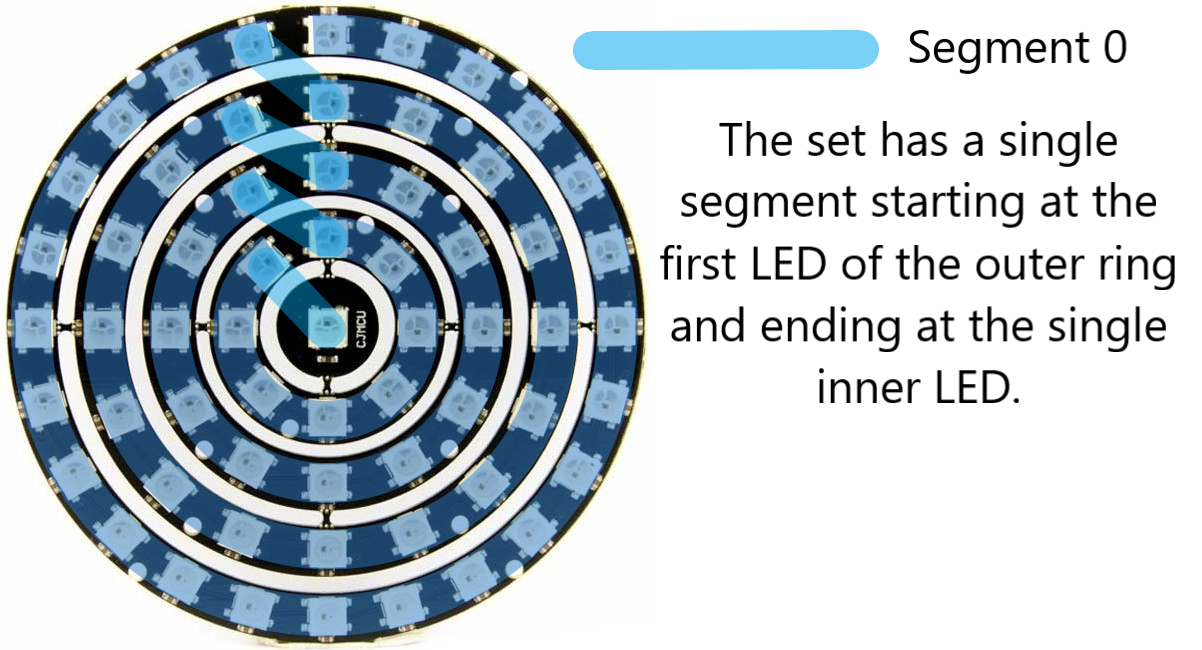 Segment 0
The set has a single
segment starting at the
first LED of the outer ring
and ending at the single
inner LED.
CJMCU